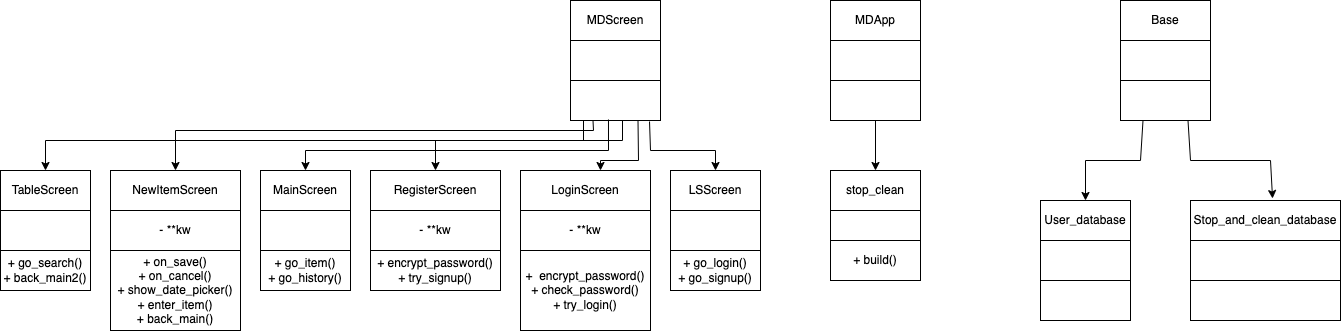 MDScreen
MDApp
Base
TableScreen
+ go_search()
+ back_main2()
NewItemScreen
- **kw
+ on_save()
+ on_cancel()
+ show_date_picker()
+ enter_item()
+ back_main()
MainScreen
+ go_item()
+ go_history()
RegisterScreen
- **kw
+ encrypt_password()
+ try_signup()
LoginScreen
- **kw
+ encrypt_password()
+ check_password()
+ try_login()
LSScreen
+ go_login()
+ go_signup()
stop_clean
+ build()
User_database
Stop_and_clean_database